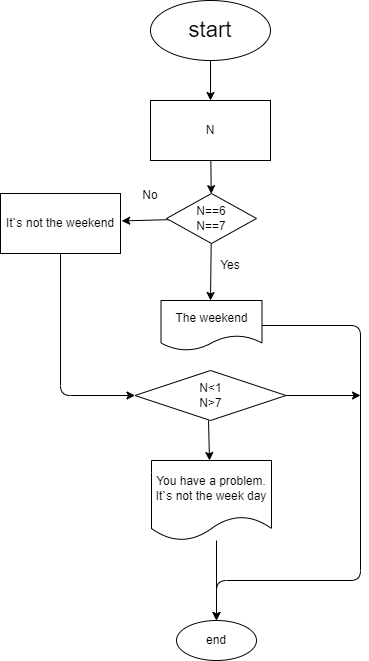 start
N
No
N==6
N==7
It`s not the weekend
Yes
The weekend
N<1
N>7
You have a problem.
It`s not the week day
end